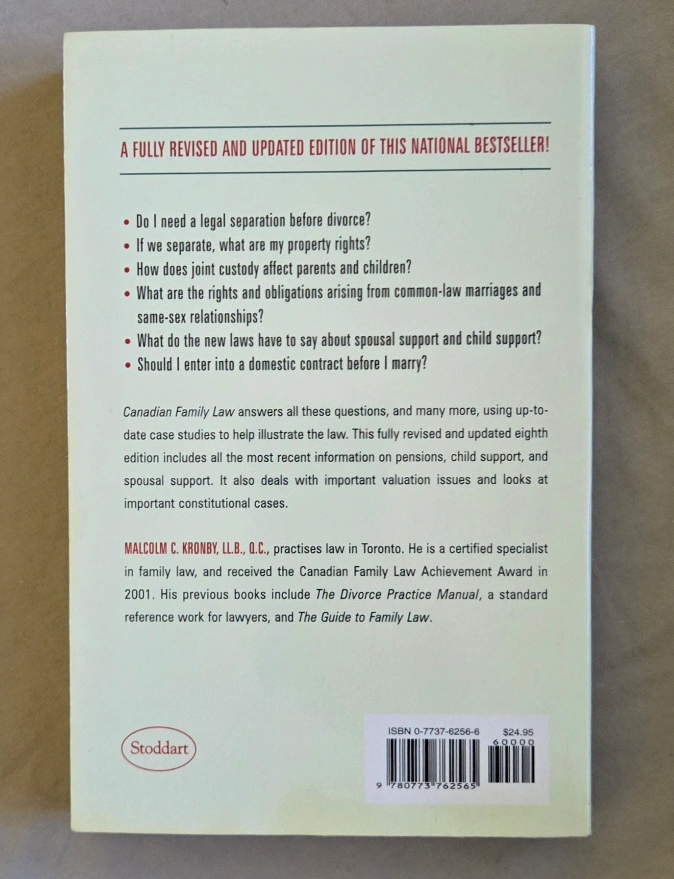 A FULLY REVISED AND UPDATED EDITION OF THIS NATIONAL BESTSELLER!
• Do I need a legal separation before divorce?
• If we separate, what are my property rights?
• How does joint custody affect parents and children?
• What are the rights and obligations arising from common-law marriages and
same-sex relationships?
• What do the new laws have to say about spousal support and child support?
• Should I enter into a domestic contract before I marry?
Canadian Family Law answers all these questions, and many more, using up-to-
date case studies to help illustrate the law. This fully revised and updated eighth
edition includes all the most recent information on pensions, child support, and
spousal support. It also deals with important valuation issues and looks at
important constitutional cases.
MALCOLM C. KRONBY, LL.B., Q.C., practises law in Toronto. He is a certified specialist
in family law, and received the Canadian Family Law Achievement Award in
2001. His previous books include The Divorce Practice Manual, a standard
reference work for lawyers, and The Guide to Family Law.
Stoddart
ISBN 0-7737-6256-6 $24.95
60000
9 780773 762565